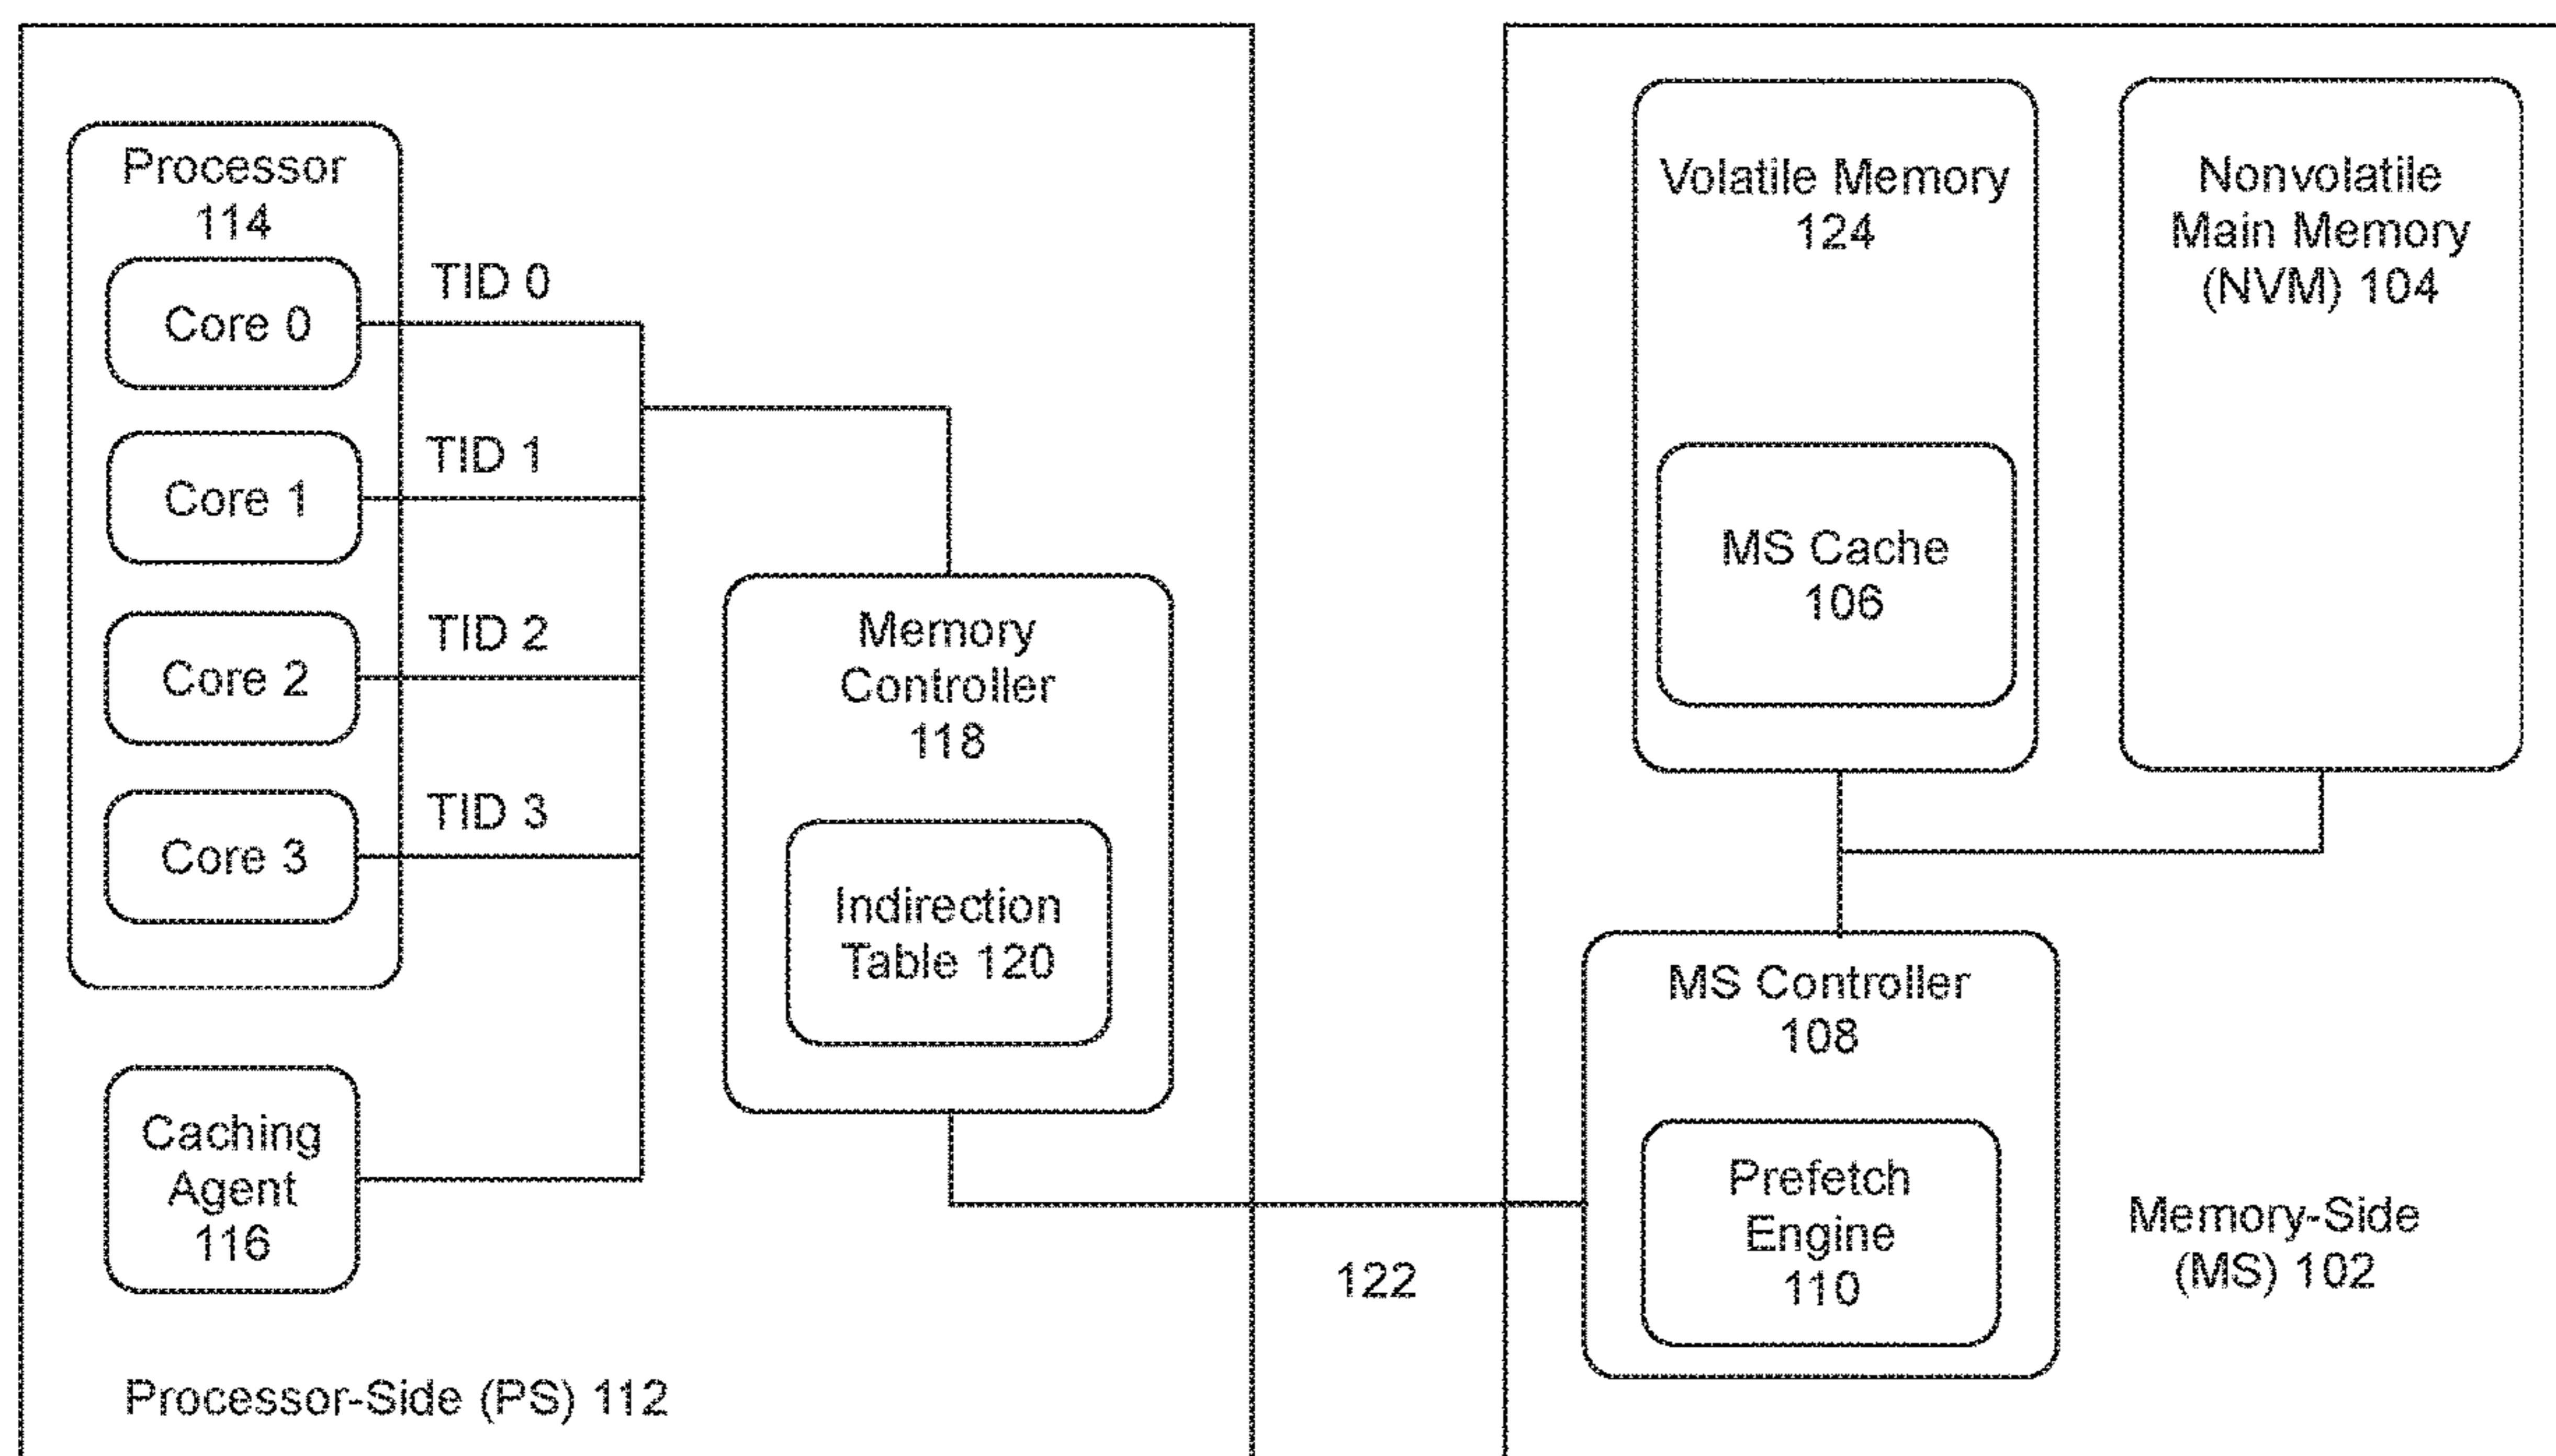 Processor
114
Core 0
TID 0
Core 1
TID 1
Core 2
TID 2
Core 3
TID 3
Caching
Agent
116
Memory
Controller
118
Indirection
Table 120
Processor-Side (PS) 112
122
Volatile Memory
124
MS Cache
106
Nonvolatile
Main Memory
(NVM) 104
MS Controller
108
Prefetch
Engine
110
Memory-Side
(MS) 102